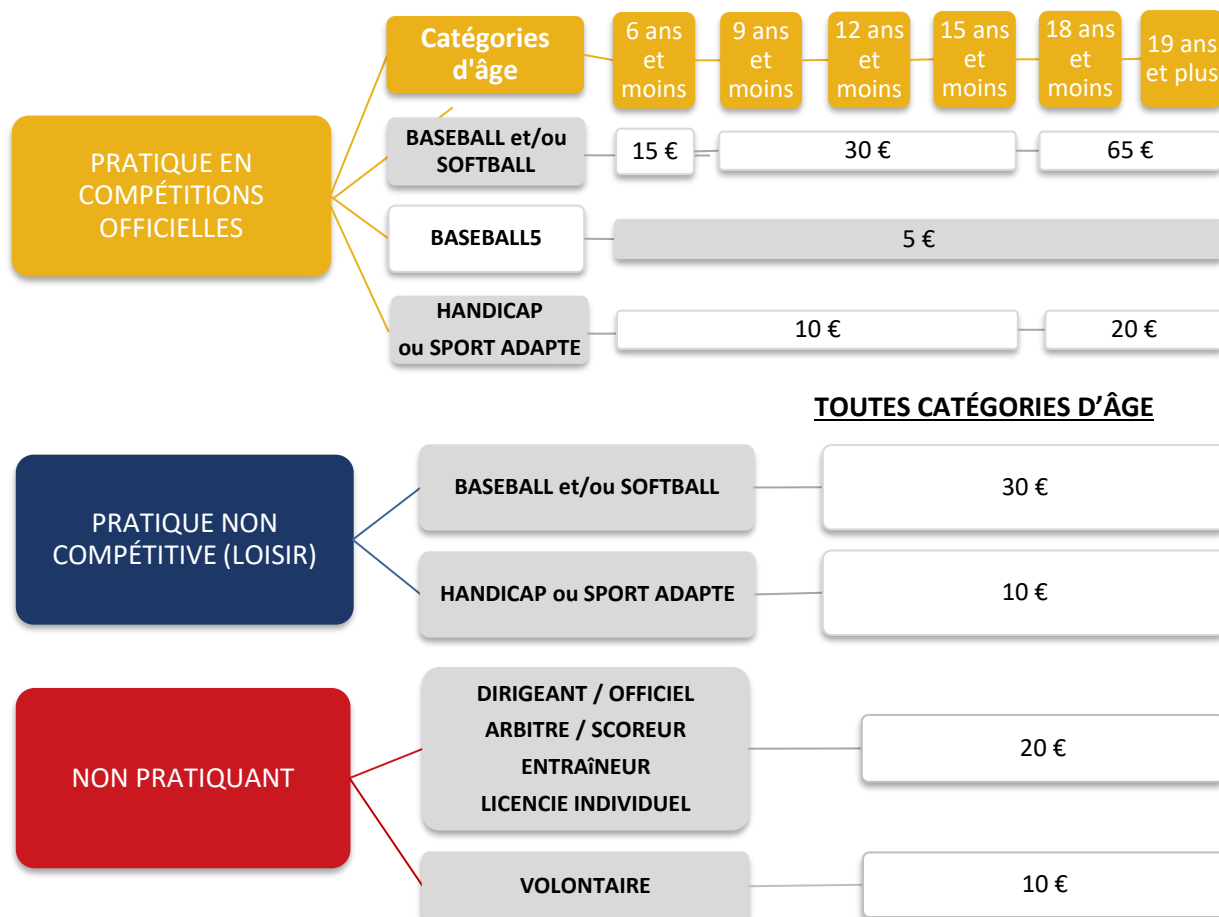 Catégories
d'âge
6 ans
et
moins
9 ans
et
moins
12 ans
et
moins
15 ans
et
moins
18 ans
et
moins
19 ans
et plus
PRATIQUE EN
COMPÉTITIONS
OFFICIELLES
BASEBALL et/ou
SOFTBALL
15 €
30 €
65 €
BASEBALL5
5 €
HANDICAP
ou SPORT ADAPTE
10 €
20 €
TOUTES CATÉGORIES D’ÂGE
PRATIQUE NON
COMPÉTITIVE (LOISIR)
BASEBALL et/ou SOFTBALL
30 €
HANDICAP ou SPORT ADAPTE
10 €
NON PRATIQUANT
DIRIGEANT / OFFICIEL
ARBITRE / SCOREUR
ENTRAîNEUR
LICENCIE INDIVIDUEL
20 €
VOLONTAIRE
10 €